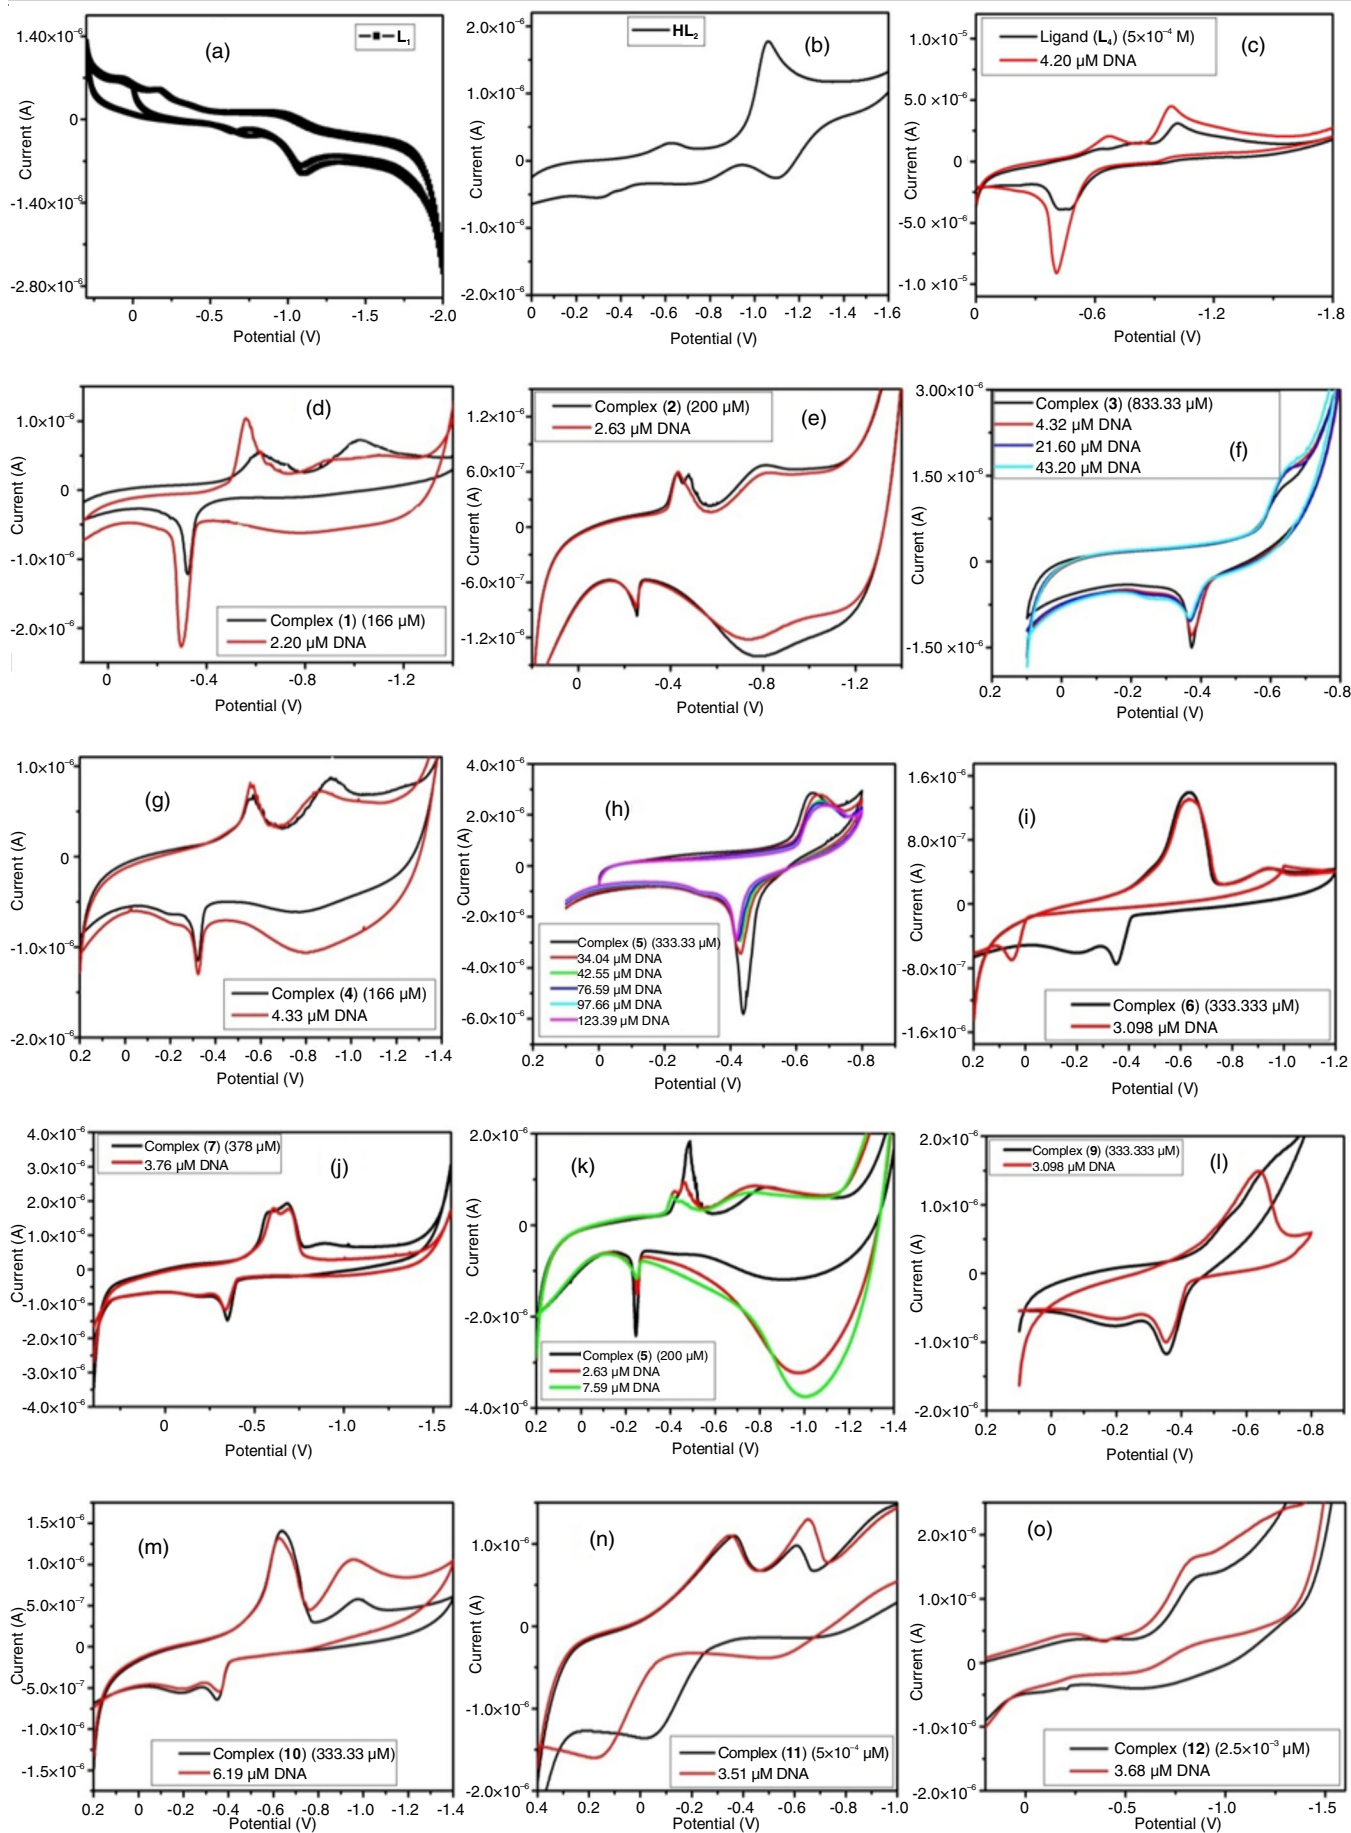 (a)
L₁
1.40×10⁻⁶
0
-1.40×10⁻⁶
-2.80×10⁻⁶
Current (A)
0 -0.5 -1.0 -1.5 -2.0
Potential (V)
(b)
HL₂
2.0×10⁻⁶
1.0×10⁻⁶
0
-1.0×10⁻⁶
-2.0×10⁻⁶
Current (A)
0 -0.2 -0.4 -0.6 -0.8 -1.0 -1.2 -1.4 -1.6
Potential (V)
(c)
Ligand (L₄) (5×10⁻⁴ M)
4.20 µM DNA
1.0×10⁻⁵
5.0 ×10⁻⁶
0
-5.0 ×10⁻⁶
-1.0 ×10⁻⁵
Current (A)
0 -0.6 -1.2 -1.8
Potential (V)
(d)
1.0×10⁻⁶
0
-1.0×10⁻⁶
-2.0×10⁻⁶
Current (A)
Complex (1) (166 µM)
2.20 µM DNA
0 -0.4 -0.8 -1.2
Potential (V)
(e)
Complex (2) (200 µM)
2.63 µM DNA
1.2×10⁻⁶
6.0×10⁻⁷
0
-6.0×10⁻⁷
-1.2×10⁻⁶
Current (A)
0 -0.4 -0.8 -1.2
Potential (V)
(f)
Complex (3) (833.33 µM)
4.32 µM DNA
21.60 µM DNA
43.20 µM DNA
3.00×10⁻⁶
1.50 ×10⁻⁶
0
-1.50 ×10⁻⁶
Current (A)
0.2 0 -0.2 -0.4 -0.6 -0.8
Potential (V)
(g)
1.0×10⁻⁶
0
-1.0×10⁻⁶
-2.0×10⁻⁶
Current (A)
Complex (4) (166 µM)
4.33 µM DNA
0.2 0 -0.2 -0.4 -0.6 -0.8 -1.0 -1.2 -1.4
Potential (V)
(h)
4.0×10⁻⁶
2.0×10⁻⁶
0
-2.0×10⁻⁶
-4.0×10⁻⁶
-6.0×10⁻⁶
Current (A)
Complex (5) (333.33 µM)
34.04 µM DNA
42.55 µM DNA
76.59 µM DNA
97.66 µM DNA
123.39 µM DNA
0.2 0 -0.2 -0.4 -0.6 -0.8
Potential (V)
(i)
1.6×10⁻⁶
8.0×10⁻⁷
0
-8.0×10⁻⁷
-1.6×10⁻⁶
Current (A)
Complex (6) (333.333 µM)
3.098 µM DNA
0.2 0 -0.2 -0.4 -0.6 -0.8 -1.0 -1.2
Potential (V)
(j)
Complex (7) (378 µM)
3.76 µM DNA
4.0×10⁻⁶
3.0×10⁻⁶
2.0×10⁻⁶
1.0×10⁻⁶
0
-1.0×10⁻⁶
-2.0×10⁻⁶
-3.0×10⁻⁶
-4.0×10⁻⁶
Current (A)
0 -0.5 -1.0 -1.5
Potential (V)
(k)
2.0×10⁻⁶
0
-2.0×10⁻⁶
-4.0×10⁻⁶
Current (A)
Complex (5) (200 µM)
2.63 µM DNA
7.59 µM DNA
0.2 0 -0.2 -0.4 -0.6 -0.8 -1.0 -1.2 -1.4
Potential (V)
(l)
Complex (9) (333.333 µM)
3.098 µM DNA
2.0×10⁻⁶
1.0×10⁻⁶
0
-1.0×10⁻⁶
-2.0×10⁻⁶
Current (A)
0.2 0 -0.2 -0.4 -0.6 -0.8
Potential (V)
(m)
1.5×10⁻⁶
1.0×10⁻⁶
5.0×10⁻⁷
0
-5.0×10⁻⁷
-1.0×10⁻⁶
-1.5×10⁻⁶
Current (A)
Complex (10) (333.33 µM)
6.19 µM DNA
0.2 0 -0.2 -0.4 -0.6 -0.8 -1.0 -1.2 -1.4
Potential (V)
(n)
1.0×10⁻⁶
0
-1.0×10⁻⁶
-2.0×10⁻⁶
Current (A)
Complex (11) (5×10⁻⁴ µM)
3.51 µM DNA
0.4 0.2 0 -0.2 -0.4 -0.6 -0.8 -1.0
Potential (V)
(o)
2.0×10⁻⁶
1.0×10⁻⁶
0
-1.0×10⁻⁶
-2.0×10⁻⁶
Current (A)
Complex (12) (2.5×10⁻³ µM)
3.68 µM DNA
0 -0.5 -1.0 -1.5
Potential (V)